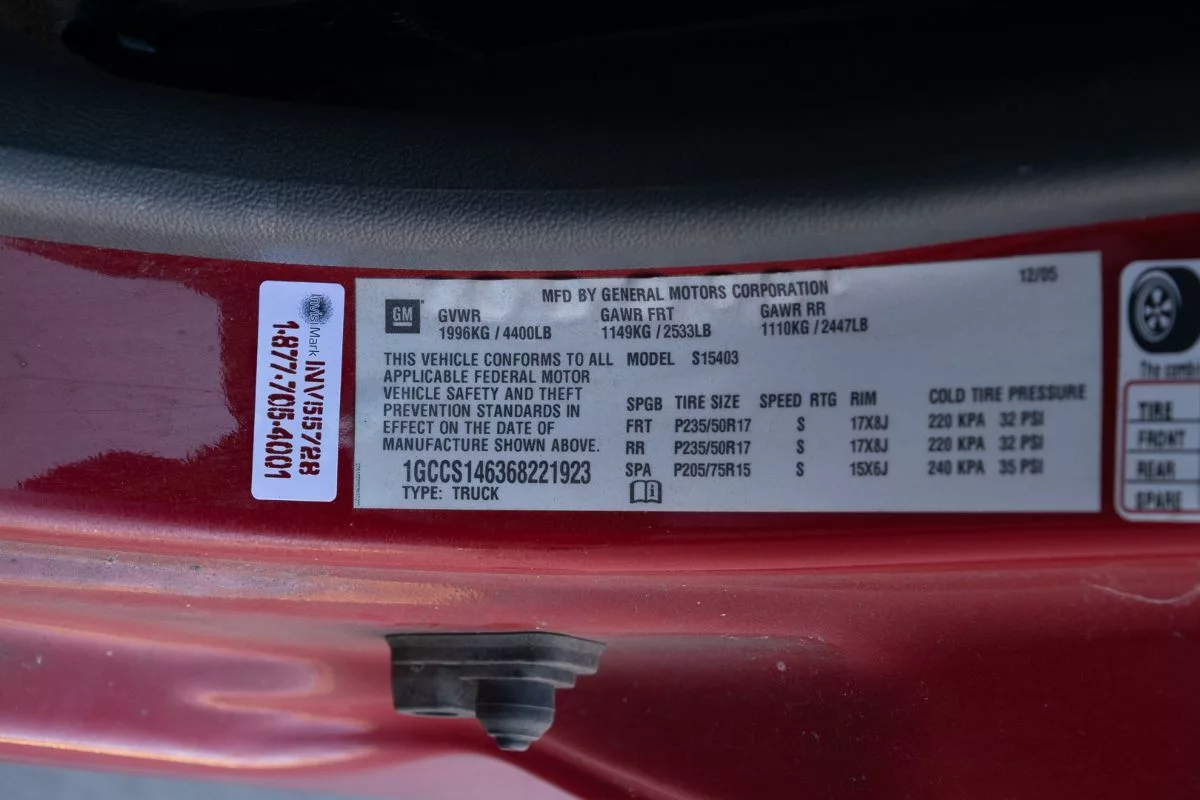 InvisiMark
INV1515728
1-877-705-4001
GM
MFD BY GENERAL MOTORS CORPORATION
12/05
GVWR GAWR FRT GAWR RR
1996KG / 4400LB 1149KG / 2533LB 1110KG / 2447LB
THIS VEHICLE CONFORMS TO ALL
APPLICABLE FEDERAL MOTOR
VEHICLE SAFETY AND THEFT
PREVENTION STANDARDS IN
EFFECT ON THE DATE OF
MANUFACTURE SHOWN ABOVE.
1GCCS146368221923
TYPE: TRUCK
MODEL S15403
SPGB TIRE SIZE SPEED RTG RIM COLD TIRE PRESSURE
FRT P235/50R17 S 17X8J 220 KPA 32 PSI
RR P235/50R17 S 17X8J 220 KPA 32 PSI
SPA P205/75R15 S 15X6J 240 KPA 35 PSI
The
TIRE
FRONT
REAR
SPARE